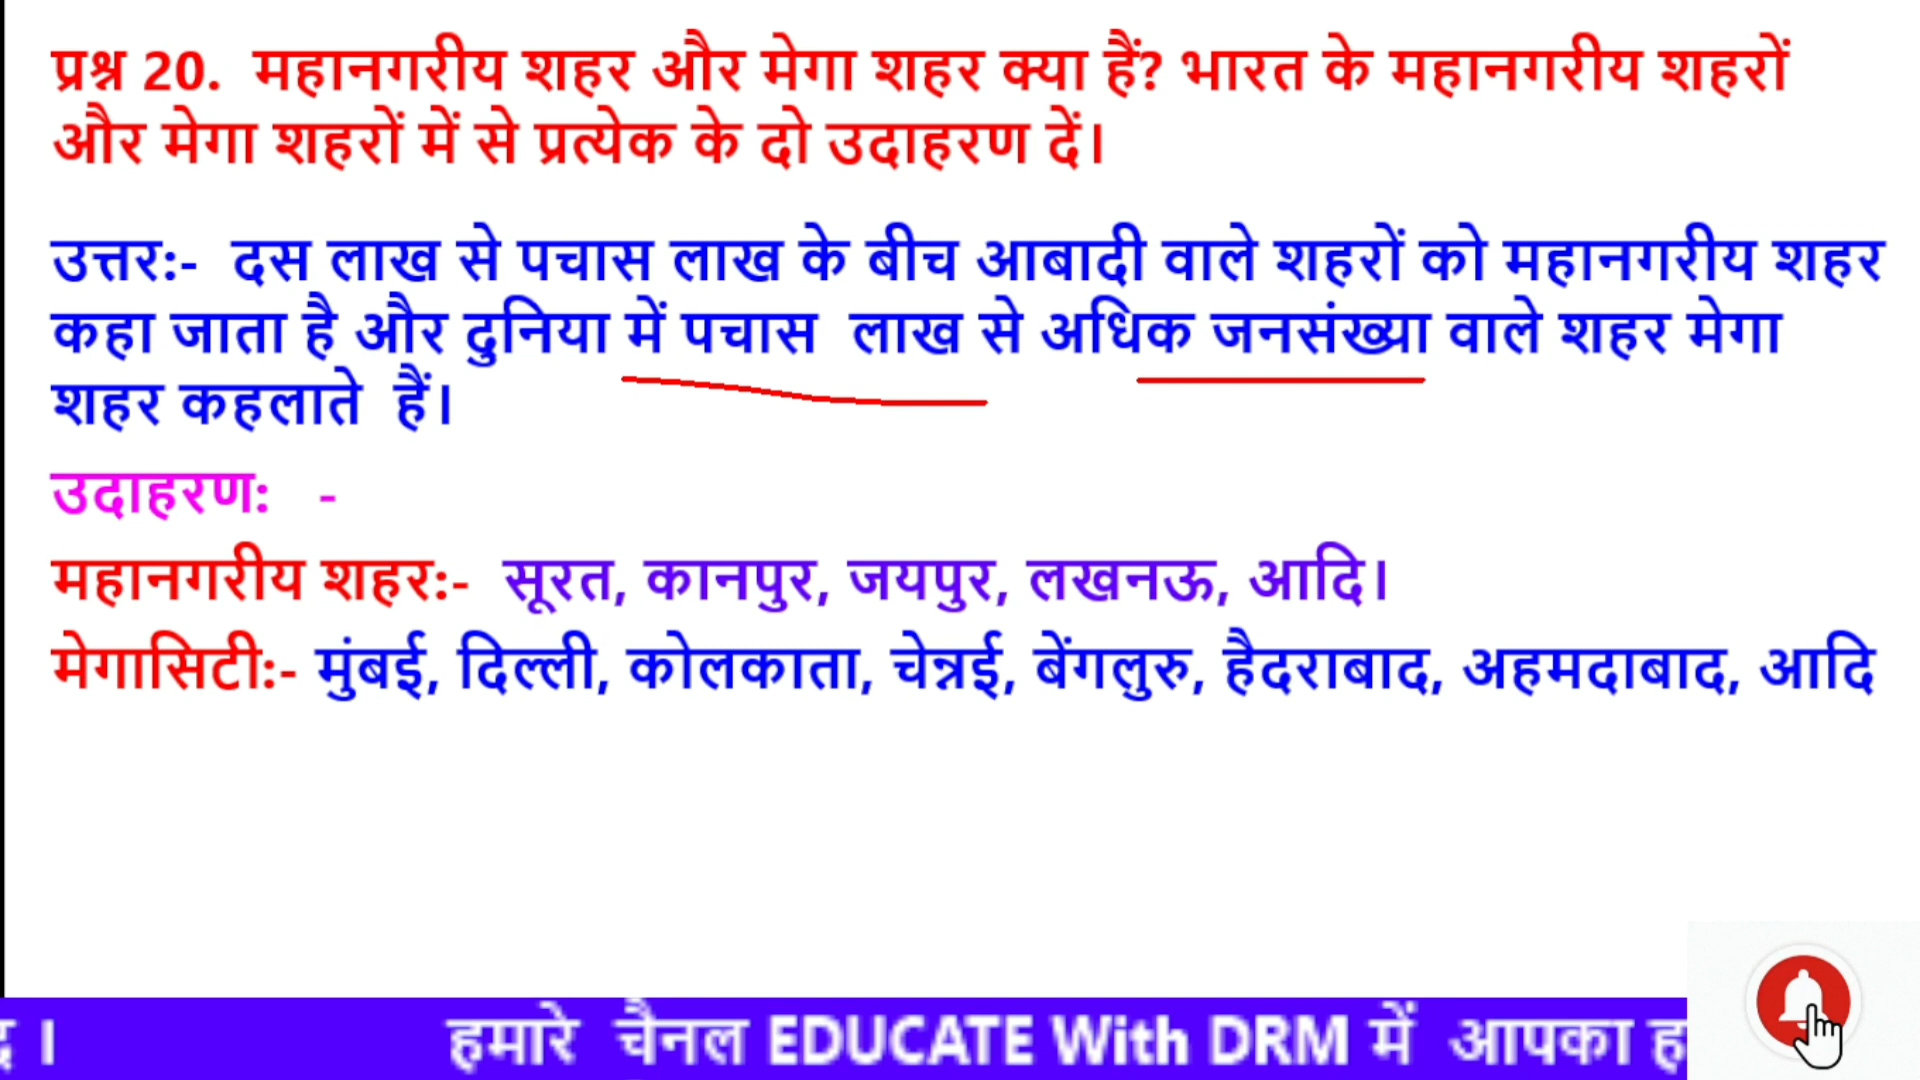 प्रश्न 20. महानगरीय शहर और मेगा शहर क्या हैं? भारत के महानगरीय शहरों
और मेगा शहरों में से प्रत्येक के दो उदाहरण दें।
उत्तर:- दस लाख से पचास लाख के बीच आबादी वाले शहरों को महानगरीय शहर
कहा जाता है और दुनिया में पचास लाख से अधिक जनसंख्या वाले शहर मेगा
शहर कहलाते हैं।
उदाहरण: -
महानगरीय शहर:- सूरत, कानपुर, जयपुर, लखनऊ, आदि।
मेगासिटी:- मुंबई, दिल्ली, कोलकाता, चेन्नई, बेंगलुरु, हैदराबाद, अहमदाबाद, आदि
। हमारे चैनल EDUCATE With DRM में आपका